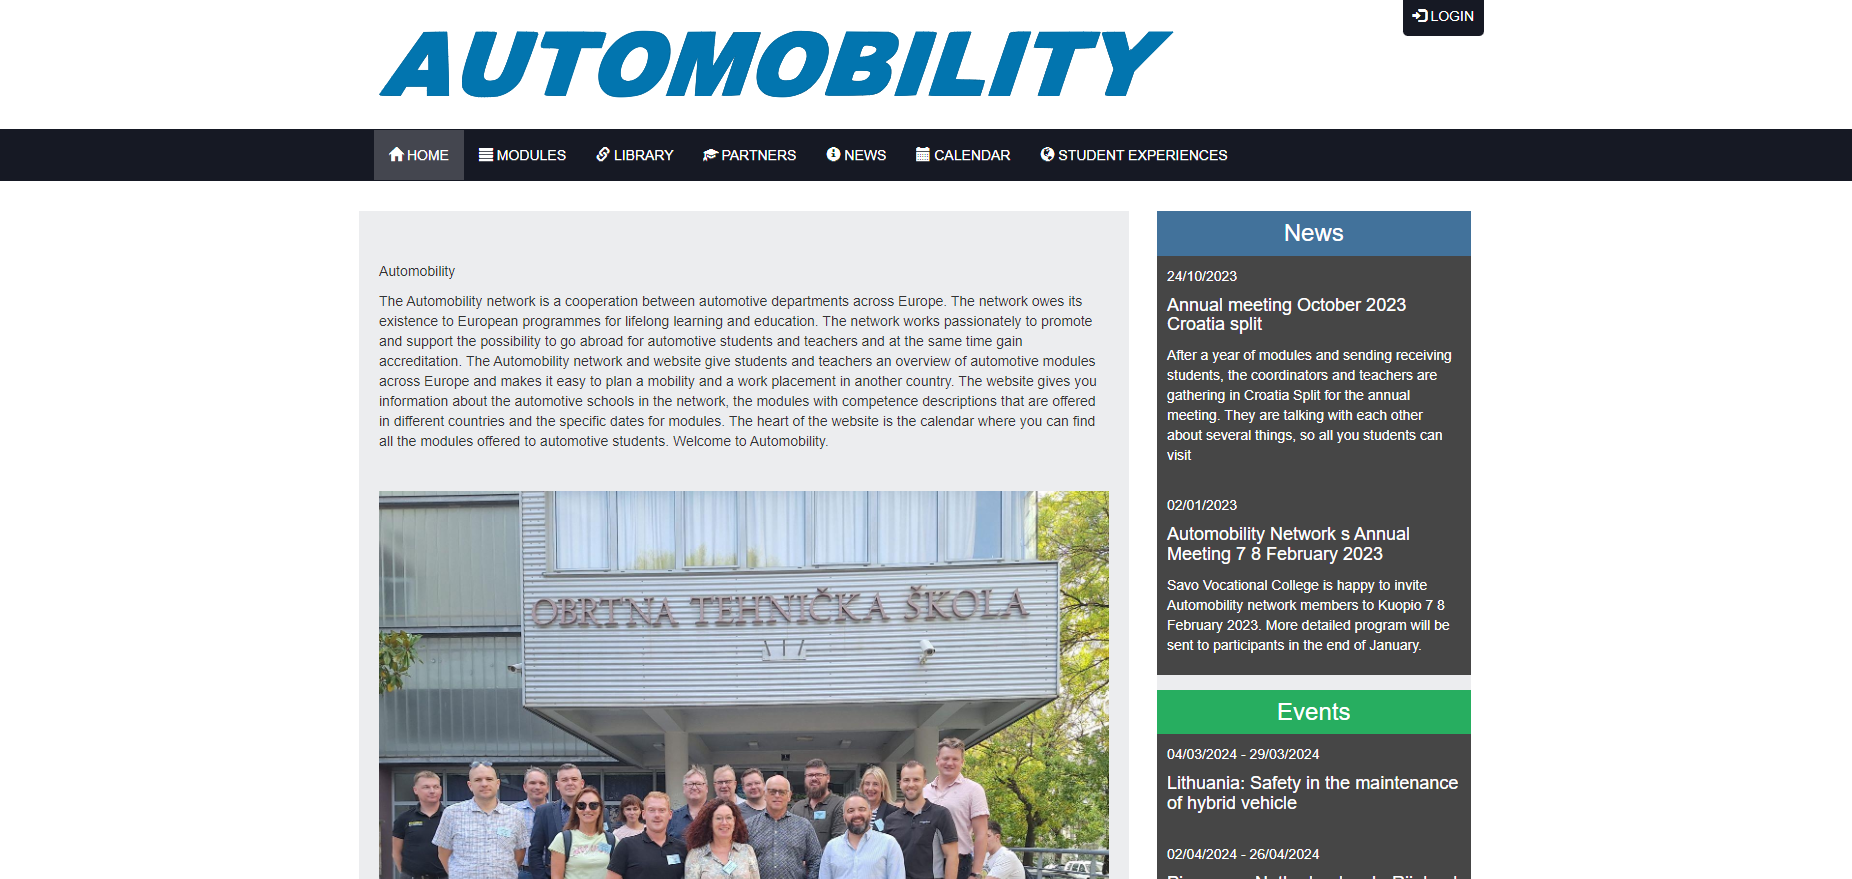 LOGIN
AUTOMOBILITY
HOME
MODULES
LIBRARY
PARTNERS
NEWS
CALENDAR
STUDENT EXPERIENCES
Automobility
The Automobility network is a cooperation between automotive departments across Europe. The network owes its
existence to European programmes for lifelong learning and education. The network works passionately to promote
and support the possibility to go abroad for automotive students and teachers and at the same time gain
accreditation. The Automobility network and website give students and teachers an overview of automotive modules
across Europe and makes it easy to plan a mobility and a work placement in another country. The website gives you
information about the automotive schools in the network, the modules with competence descriptions that are offered
in different countries and the specific dates for modules. The heart of the website is the calendar where you can find
all the modules offered to automotive students. Welcome to Automobility.
OBRTNA TEHNIČKA ŠKOLA
News
24/10/2023
Annual meeting October 2023
Croatia split
After a year of modules and sending receiving
students, the coordinators and teachers are
gathering in Croatia Split for the annual
meeting. They are talking with each other
about several things, so all you students can
visit
02/01/2023
Automobility Network s Annual
Meeting 7 8 February 2023
Savo Vocational College is happy to invite
Automobility network members to Kuopio 7 8
February 2023. More detailed program will be
sent to participants in the end of January.
Events
04/03/2024 - 29/03/2024
Lithuania: Safety in the maintenance
of hybrid vehicle
02/04/2024 - 26/04/2024